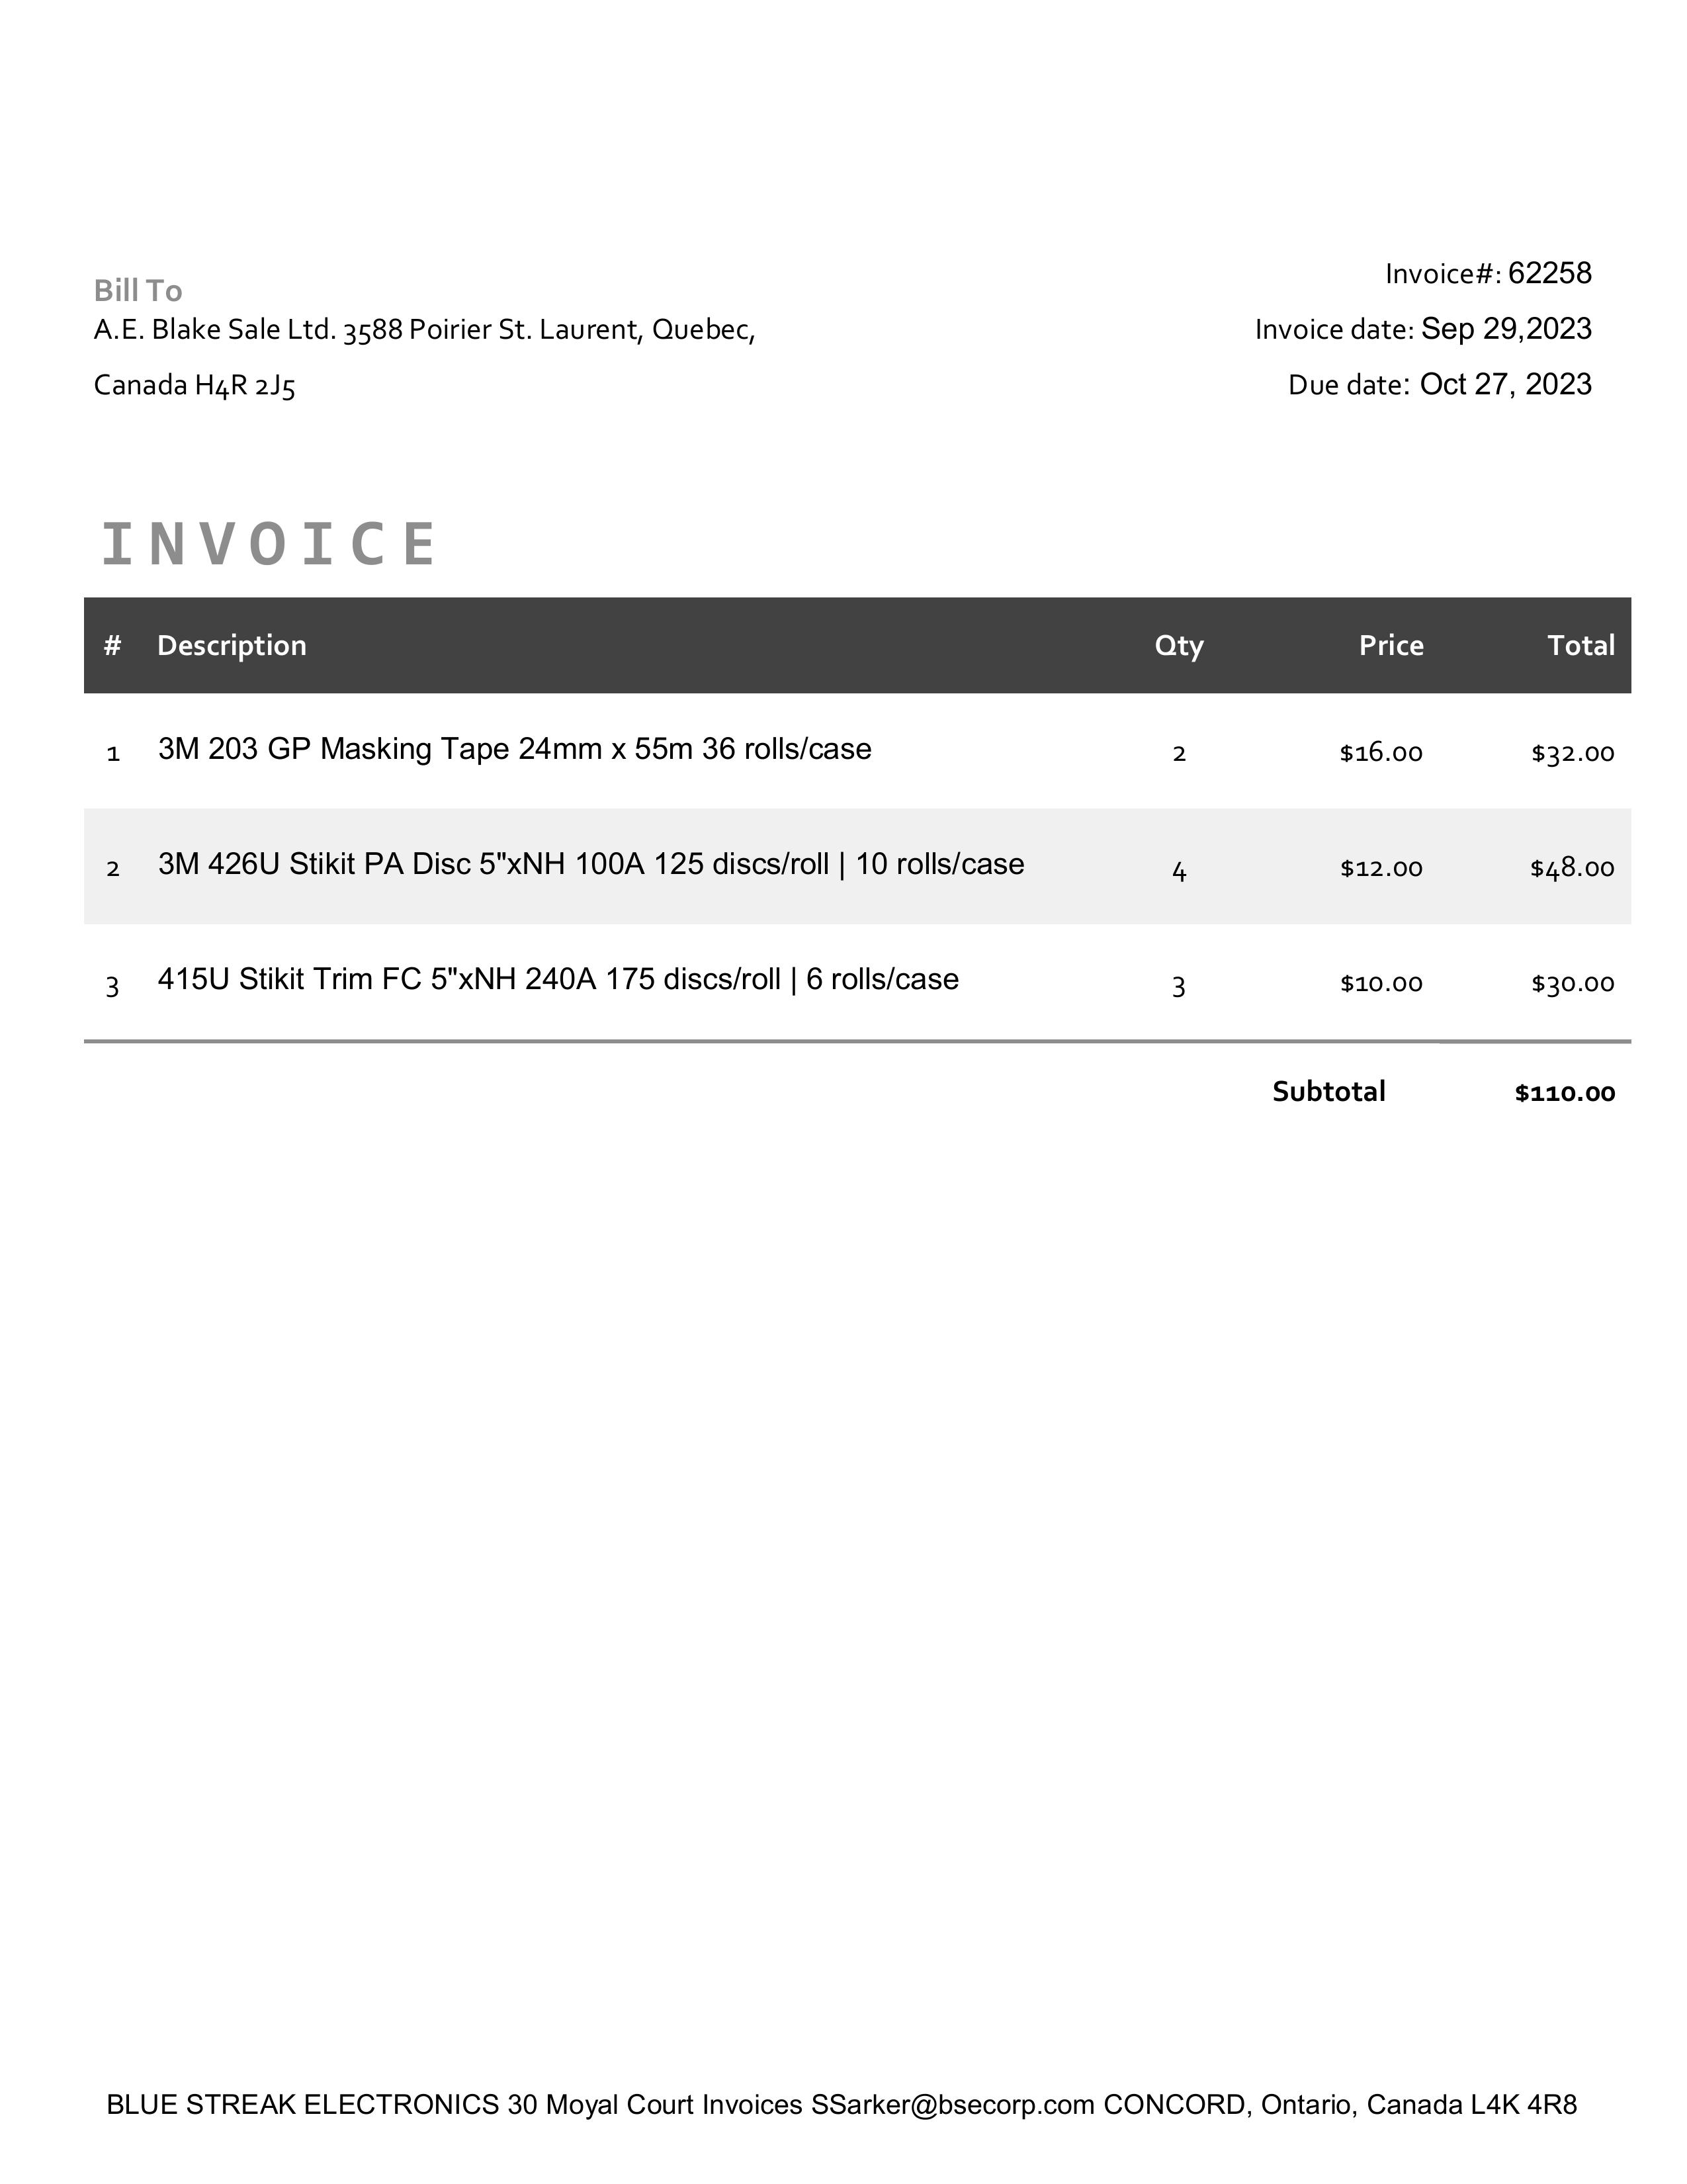 Bill To
A.E. Blake Sale Ltd. 3588 Poirier St. Laurent, Quebec,
Canada H4R 2J5
Invoice#: 62258
Invoice date: Sep 29,2023
Due date: Oct 27, 2023
INVOICE
# Description Qty Price Total
1 3M 203 GP Masking Tape 24mm x 55m 36 rolls/case 2 $16.00 $32.00
2 3M 426U Stikit PA Disc 5"xNH 100A 125 discs/roll | 10 rolls/case 4 $12.00 $48.00
3 415U Stikit Trim FC 5"xNH 240A 175 discs/roll | 6 rolls/case 3 $10.00 $30.00
Subtotal $110.00
BLUE STREAK ELECTRONICS 30 Moyal Court Invoices SSarker@bsecorp.com CONCORD, Ontario, Canada L4K 4R8